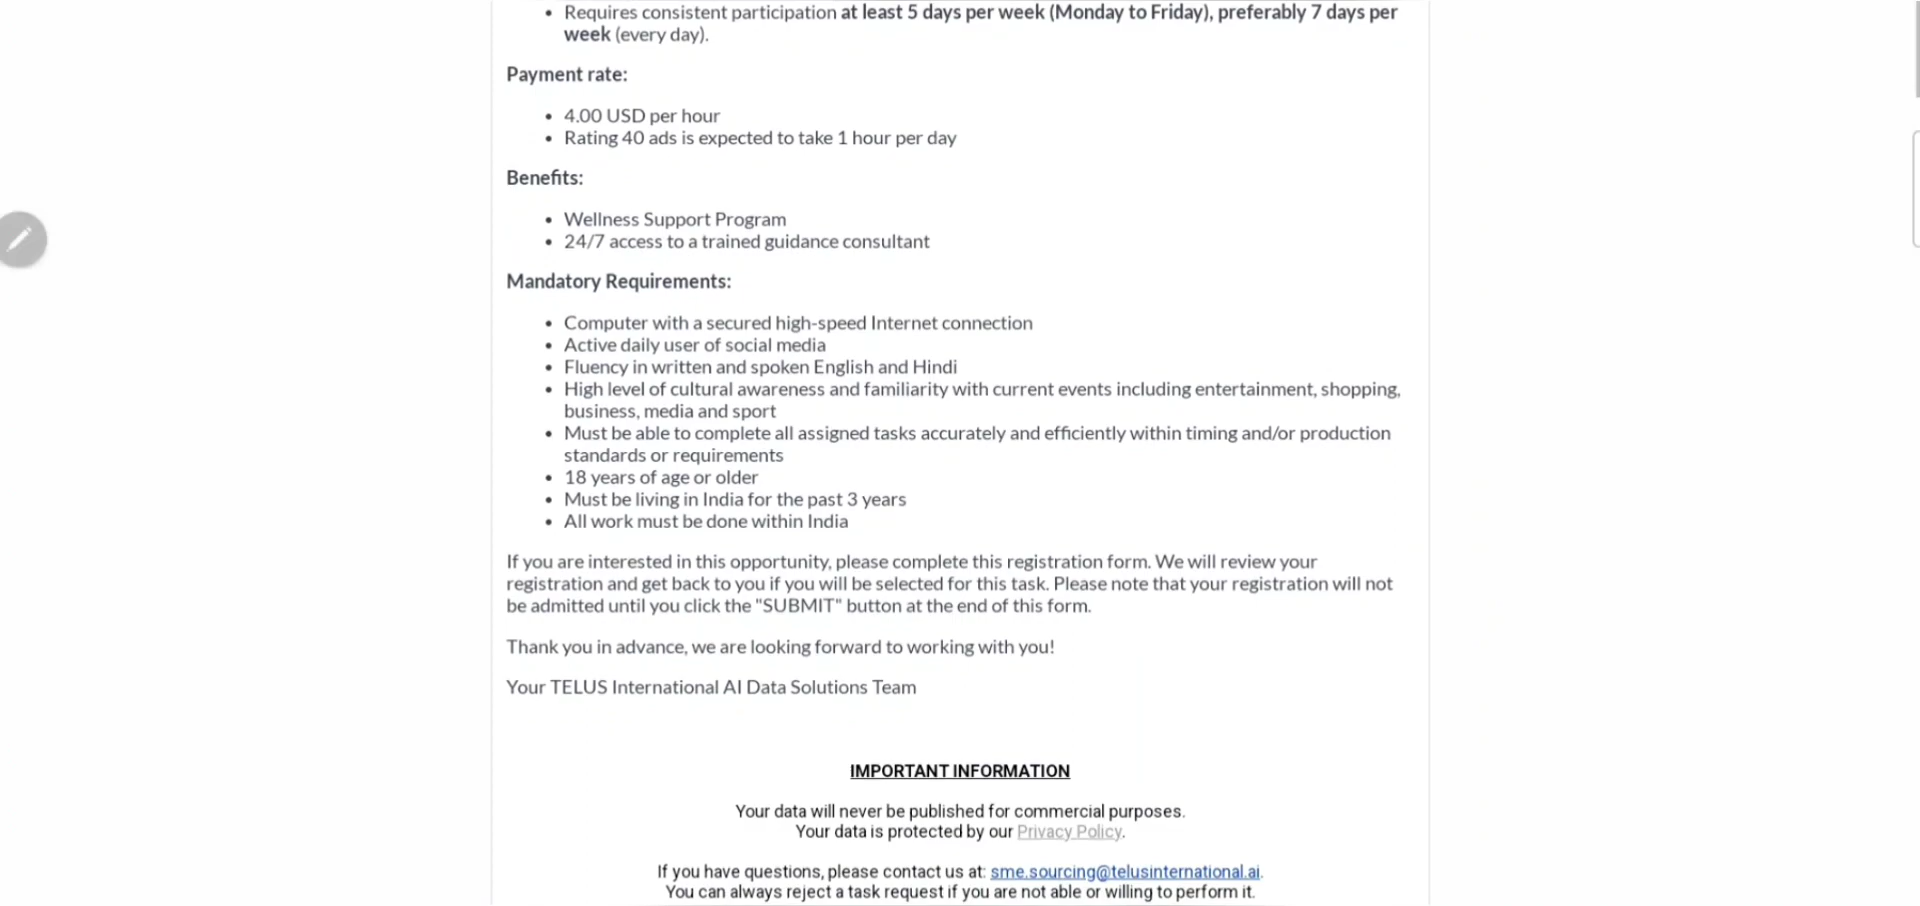 Requires consistent participation at least 5 days per week (Monday to Friday), preferably 7 days per
week (every day).
Payment rate:
4.00 USD per hour
Rating 40 ads is expected to take 1 hour per day
Benefits:
Wellness Support Program
24/7 access to a trained guidance consultant
Mandatory Requirements:
Computer with a secured high-speed Internet connection
Active daily user of social media
Fluency in written and spoken English and Hindi
High level of cultural awareness and familiarity with current events including entertainment, shopping,
business, media and sport
Must be able to complete all assigned tasks accurately and efficiently within timing and/or production
standards or requirements
18 years of age or older
Must be living in India for the past 3 years
All work must be done within India
If you are interested in this opportunity, please complete this registration form. We will review your
registration and get back to you if you will be selected for this task. Please note that your registration will not
be admitted until you click the "SUBMIT" button at the end of this form.
Thank you in advance, we are looking forward to working with you!
Your TELUS International AI Data Solutions Team
IMPORTANT INFORMATION
Your data will never be published for commercial purposes.
Your data is protected by our Privacy Policy.
If you have questions, please contact us at: sme.sourcing@telusinternational.ai.
You can always reject a task request if you are not able or willing to perform it.